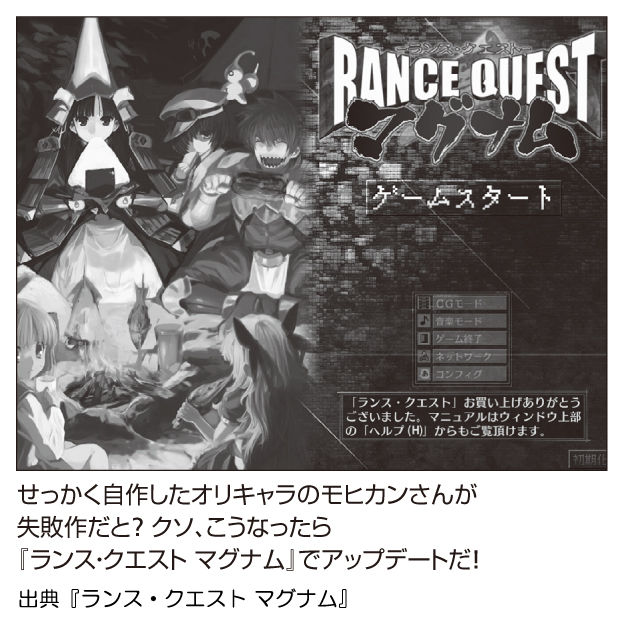 ランス・クエスト
RANCE QUEST
マグナム
ゲームスタート
CGモード
音楽モード
ゲーム終了
ネットワーク
コンフィグ
「ランス・クエスト」お買い上げありがとう
ございました。マニュアルはウィンドウ上部
の「ヘルプ(H)」からもご覧頂けます。
せっかく自作したオリキャラのモヒカンさんが
失敗作だと? クソ、こうなったら
『ランス・クエスト マグナム』でアップデートだ!
出典『ランス・クエスト マグナム』